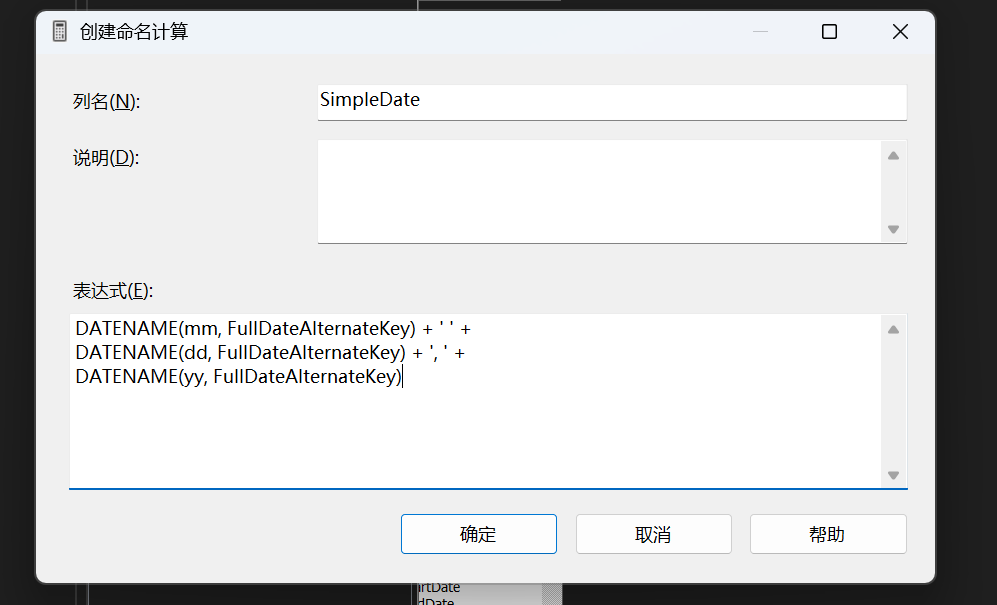 创建命名计算
列名(N):
SimpleDate
说明(D):
表达式(E):
DATENAME(mm, FullDateAlternateKey) + ' ' +
DATENAME(dd, FullDateAlternateKey) + ', ' +
DATENAME(yy, FullDateAlternateKey)
确定 取消 帮助